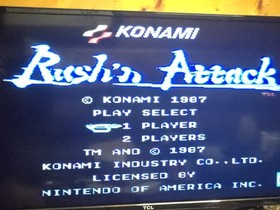 KONAMI
Rush'n Attack
© KONAMI 1987
PLAY SELECT
1 PLAYER
2 PLAYERS
TM AND © 1987
KONAMI INDUSTRY CO.,LTD.
LICENSED BY
NINTENDO OF AMERICA INC.
TCL